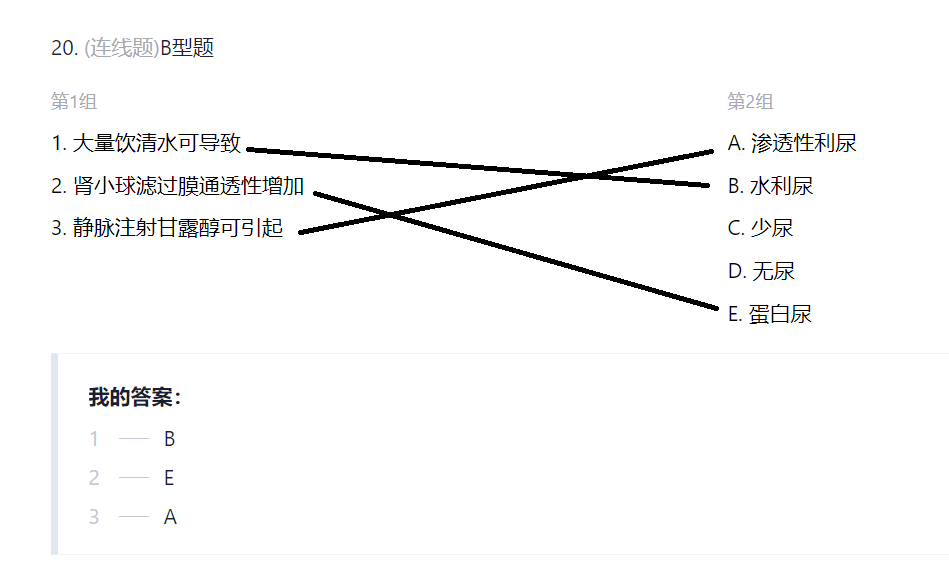 20. (连线题)B型题
第1组 第2组
1. 大量饮清水可导致 A. 渗透性利尿
2. 肾小球滤过膜通透性增加 B. 水利尿
3. 静脉注射甘露醇可引起 C. 少尿
D. 无尿
E. 蛋白尿
我的答案：
1 — B
2 — E
3 — A